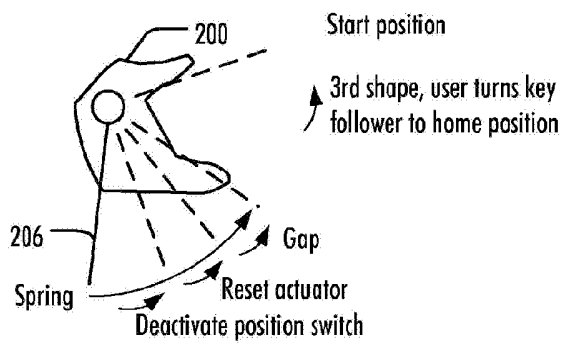 200
Start position
3rd shape, user turns key
follower to home position
206
Gap
Spring
Reset actuator
Deactivate position switch